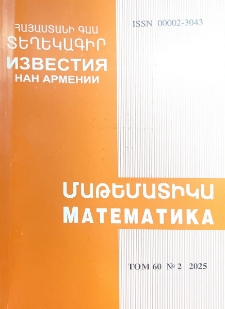 ՀԱՅԱՍՏԱՆԻ ԳԱԱ
ՏԵՂԵԿԱԳԻՐ
ИЗВЕСТИЯ
НАН АРМЕНИИ
ISSN 00002-3043
ՄԱԹԵՄԱՏԻԿԱ
МАТЕМАТИКА
ТОМ 60 № 2 2025